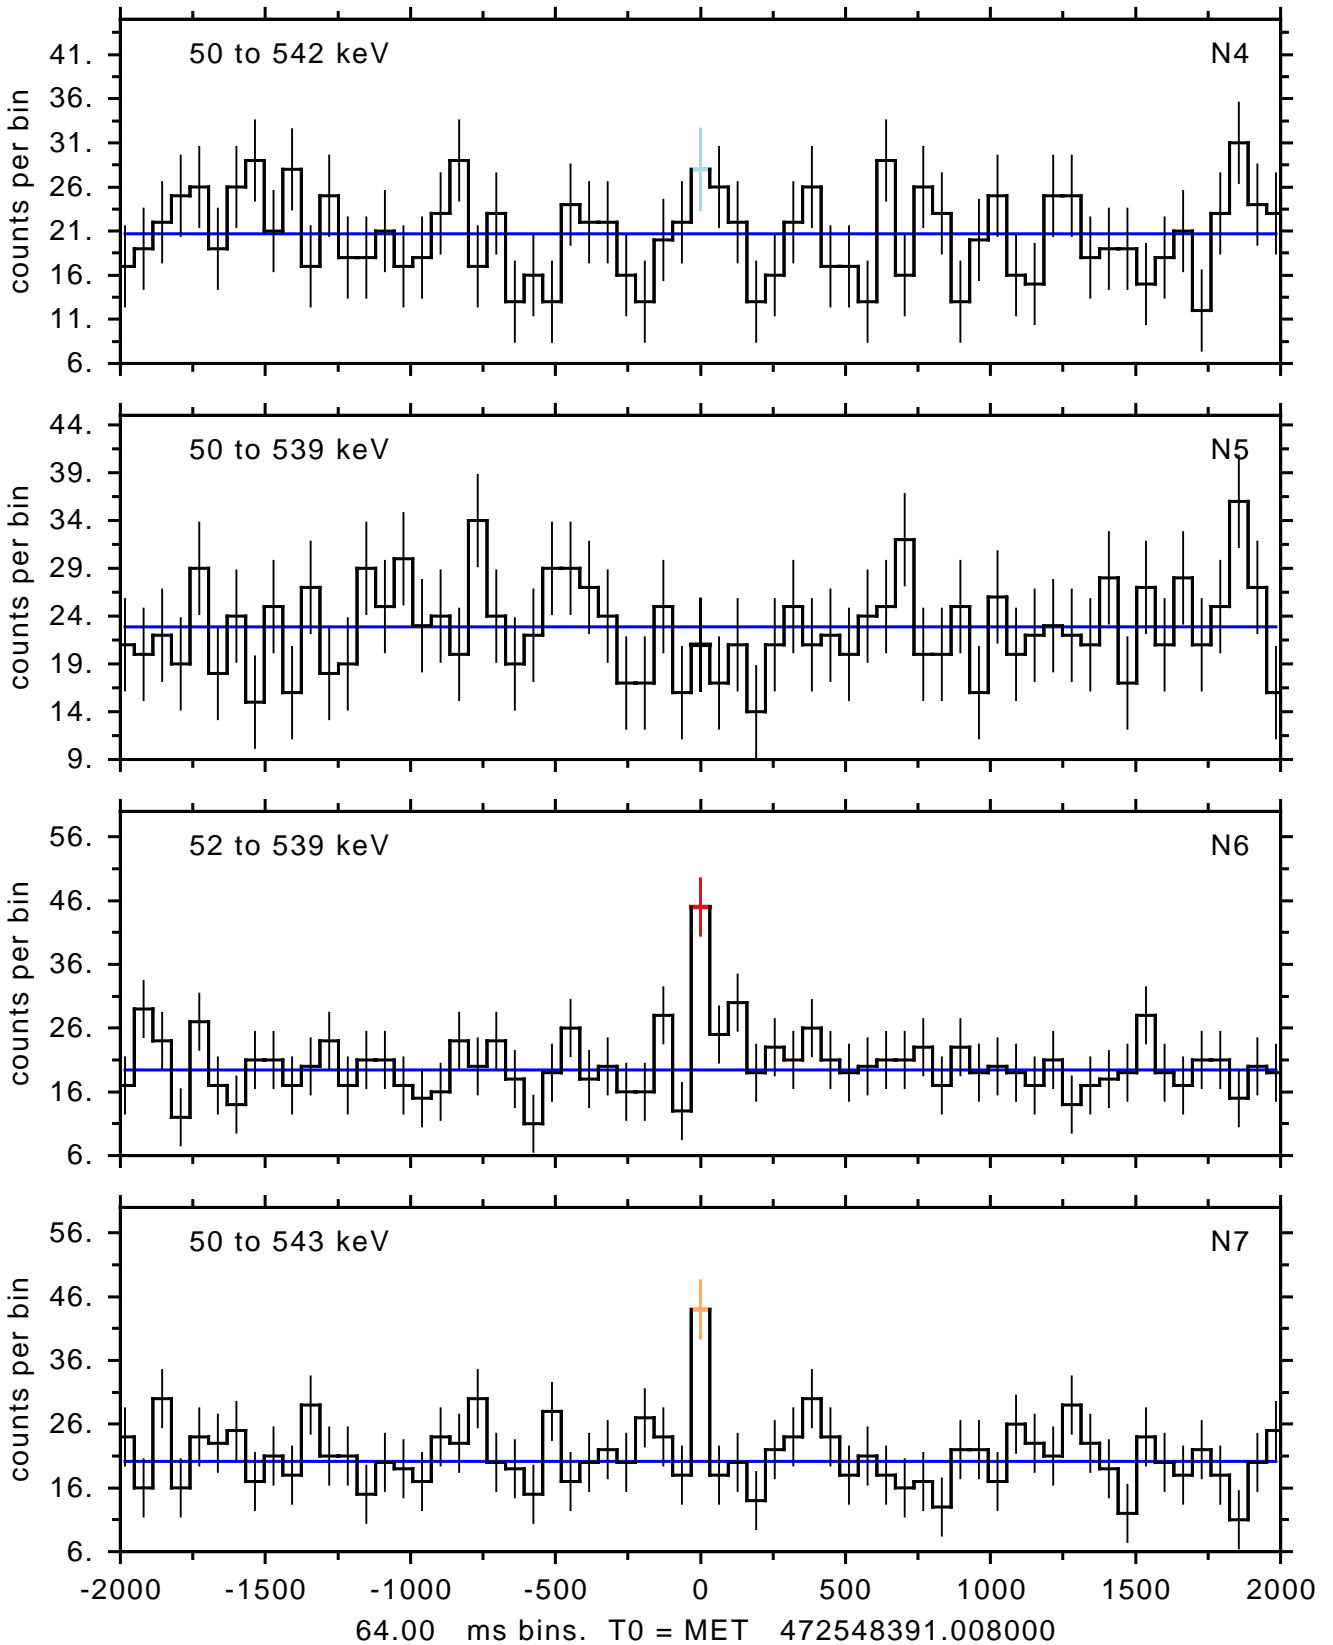 50 to 542 keV N4
41.
36.
31.
26.
21.
16.
11.
6.
counts per bin
50 to 539 keV N5
44.
39.
34.
29.
24.
19.
14.
9.
counts per bin
52 to 539 keV N6
56.
46.
36.
26.
16.
6.
counts per bin
50 to 543 keV N7
56.
46.
36.
26.
16.
6.
counts per bin
-2000 -1500 -1000 -500 0 500 1000 1500 2000
64.00 ms bins. T0 = MET 472548391.008000